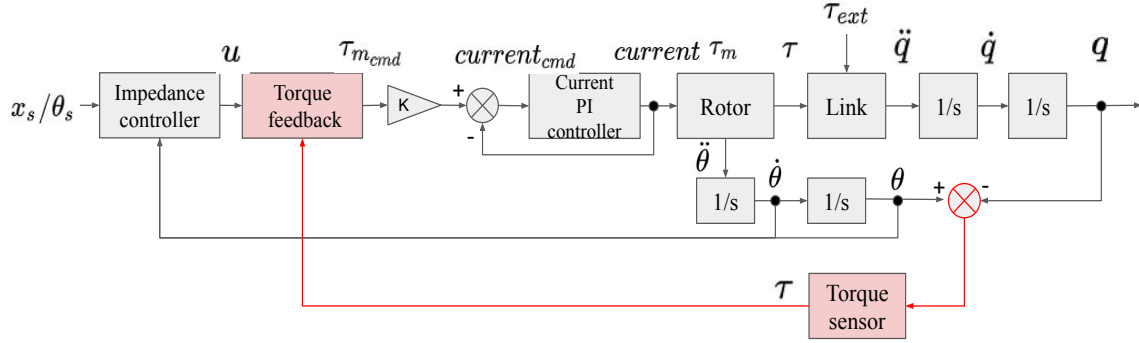 τ_ext
u τ_m_cmd current_cmd current τ_m τ q̈ q̇ q
x_s/θ_s
Impedance
controller
Torque
feedback
K
+
-
Current
PI
controller
Rotor
Link
1/s
1/s
θ̈
1/s
θ̇
1/s
θ
+
-
τ
Torque
sensor